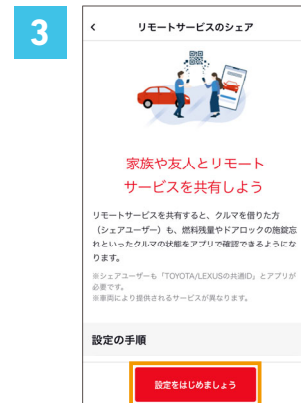 3
リモートサービスのシェア
家族や友人とリモート
サービスを共有しよう
リモートサービスを共有すると、クルマを借りた方
（シェアユーザー）も、燃料残量やドアロックの施錠忘
れといったクルマの状態をアプリで確認できるようにな
ります。
※シェアユーザーも「TOYOTA/LEXUSの共通ID」とアプリが
必要です。
※車両により提供されるサービスが異なります。
設定の手順
設定をはじめましょう